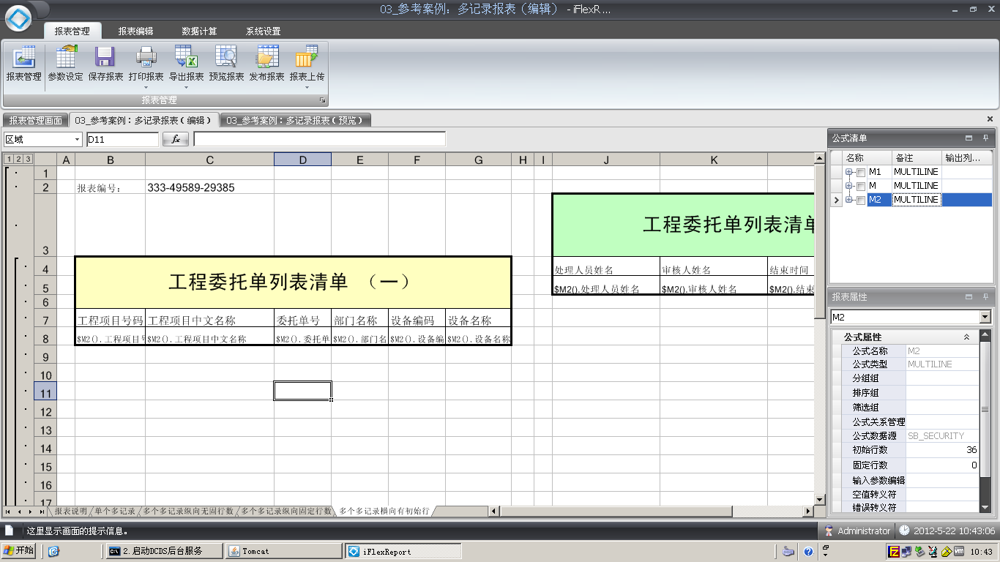 03_参考案例：多记录报表（编辑） - iFlexR...
报表管理 报表编辑 数据计算 系统设置
报表管理 参数设定 保存报表 打印报表 导出报表 预览报表 发布报表 报表上传
报表管理
报表管理画面 03_参考案例：多记录报表（编辑） 03_参考案例：多记录报表（预览）
区域 D11 fx
1 2 3 A B C D E F G H I J K
1
2 报表编号： 333-49589-29385
3 工程委托单列表清单
4 处理人员姓名 审核人姓名 结束时间
工程委托单列表清单 （一）
5 $M2().处理人员姓名 $M2().审核人姓名 $M2().结束
6
7 工程项目号码 工程项目中文名称 委托单号 部门名称 设备编码 设备名称
8 $M2().工程项目号 $M2().工程项目中文名称 $M2().委托单 $M2().部门名 $M2().设备编 $M2().设备名称
9
10
11
12
13
14
15
16
17
报表说明 单个多记录 多个多记录纵向无固行数 多个多记录纵向固定行数 多个多记录横向有初始行
公式清单
名称 备注 输出列...
M1 MULTILINE
M MULTILINE
M2 MULTILINE
报表属性
M2
公式属性
公式名称 M2
公式类型 MULTILINE
分组组
排序组
筛选组
公式关系管理
公式数据源 SB_SECURITY
初始行数 36
固定行数 0
输入参数编辑
空值转义符
错误转义符
这里显示画面的提示信息。 Administrator 2012-5-22 10:43:06
开始 2.启动DCDS后台服务 Tomcat iFlexReport 10:43